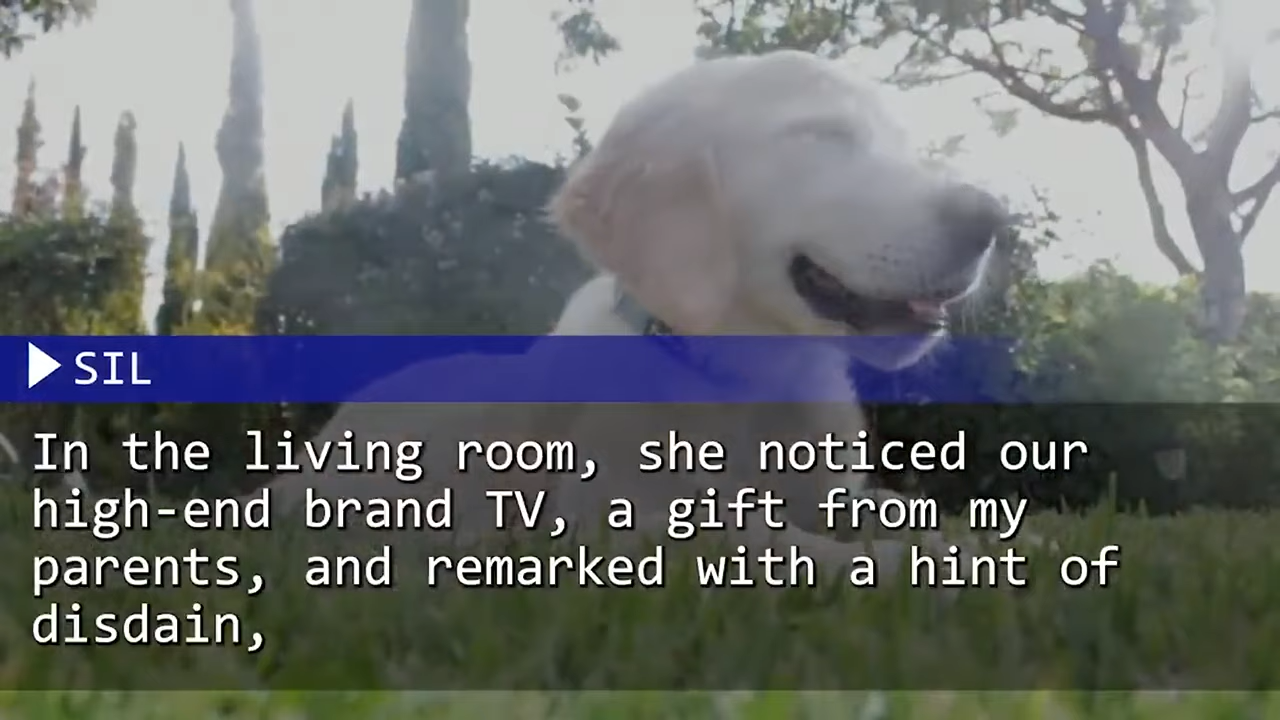 SIL
In the living room, she noticed our
high-end brand TV, a gift from my
parents, and remarked with a hint of
disdain,